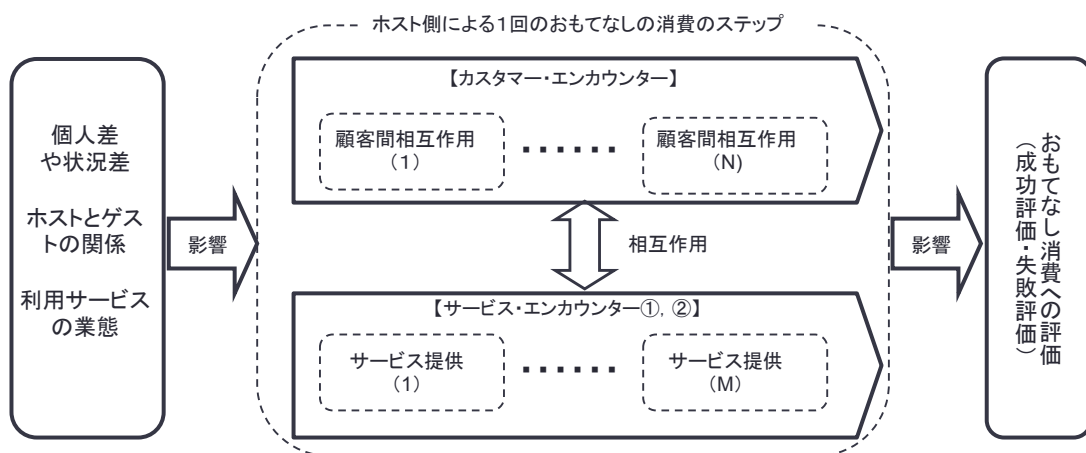 ホスト側による1回のおもてなしの消費のステップ
個人差
や状況差
ホストとゲス
トの関係
利用サービス
の業態
影響
【カスタマー・エンカウンター】
顧客間相互作用
(1)
……
顧客間相互作用
(N)
相互作用
【サービス・エンカウンター①, ②】
サービス提供
(1)
……
サービス提供
(M)
影響
おもてなし消費への評価
(成功評価・失敗評価)